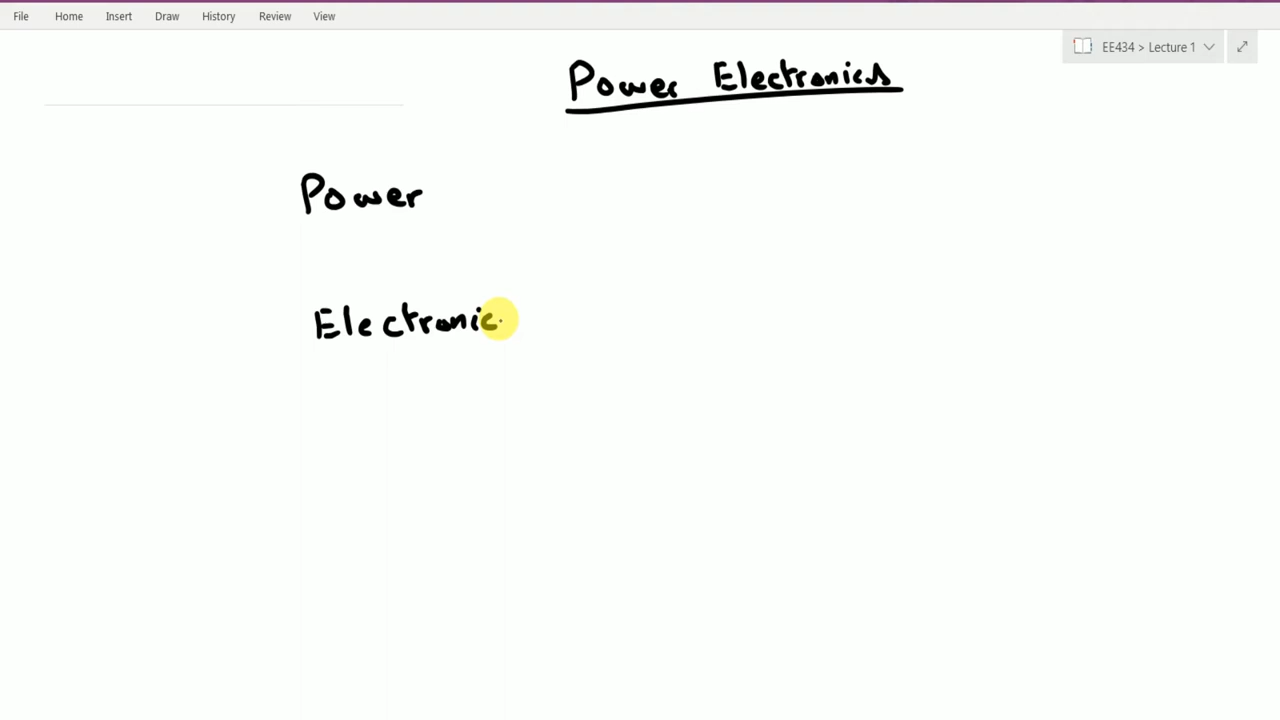 File Home Insert Draw History Review View
EE434 > Lecture 1
Power Electronics
Power
Electronic